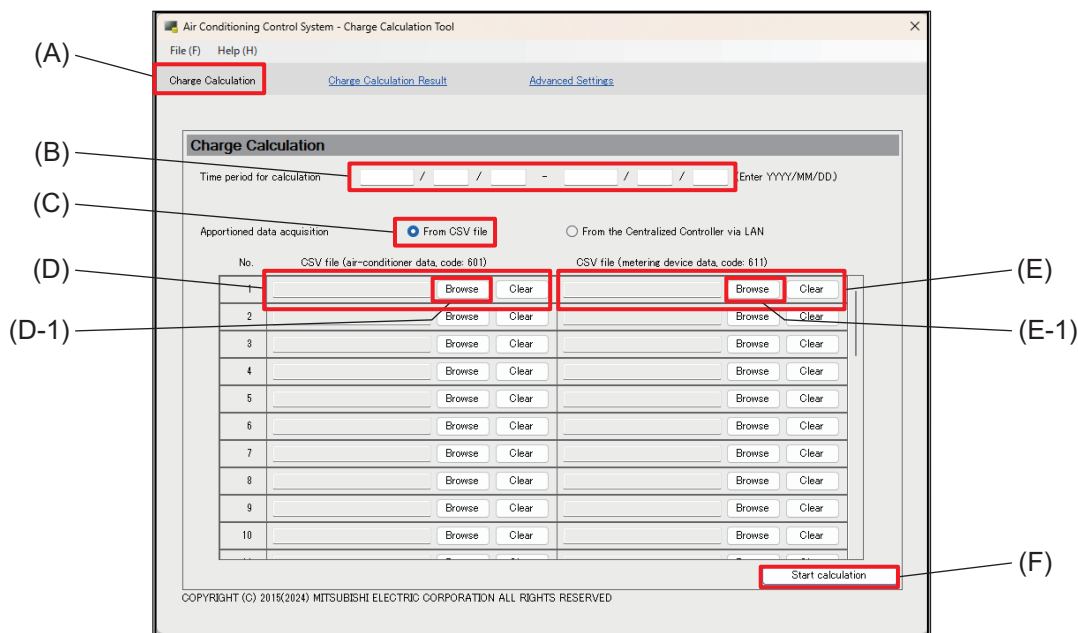 Air Conditioning Control System - Charge Calculation Tool
File (F) Help (H)
(A)
Charge Calculation Charge Calculation Result Advanced Settings
Charge Calculation
(B)
Time period for calculation / / - / / (Enter YYYY/MM/DD)
(C)
Apportioned data acquisition From CSV file From the Centralized Controller via LAN
No. CSV file (air-conditioner data, code: 601) CSV file (metering device data, code: 611)
(D) (E)
1 Browse Clear Browse Clear
(D-1) (E-1)
2 Browse Clear Browse Clear
3 Browse Clear Browse Clear
4 Browse Clear Browse Clear
5 Browse Clear Browse Clear
6 Browse Clear Browse Clear
7 Browse Clear Browse Clear
8 Browse Clear Browse Clear
9 Browse Clear Browse Clear
10 Browse Clear Browse Clear
(F)
Start calculation
COPYRIGHT (C) 2015(2024) MITSUBISHI ELECTRIC CORPORATION ALL RIGHTS RESERVED